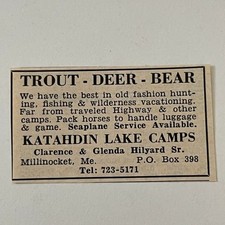 TROUT - DEER - BEAR
We have the best in old fashion hunt-
ing, fishing & wilderness vacationing.
Far from traveled Highway & other
camps. Pack horses to handle luggage
& game. Seaplane Service Available.
KATAHDIN LAKE CAMPS
Clarence & Glenda Hilyard Sr.
Millinocket, Me. P.O. Box 398
Tel: 723-5171